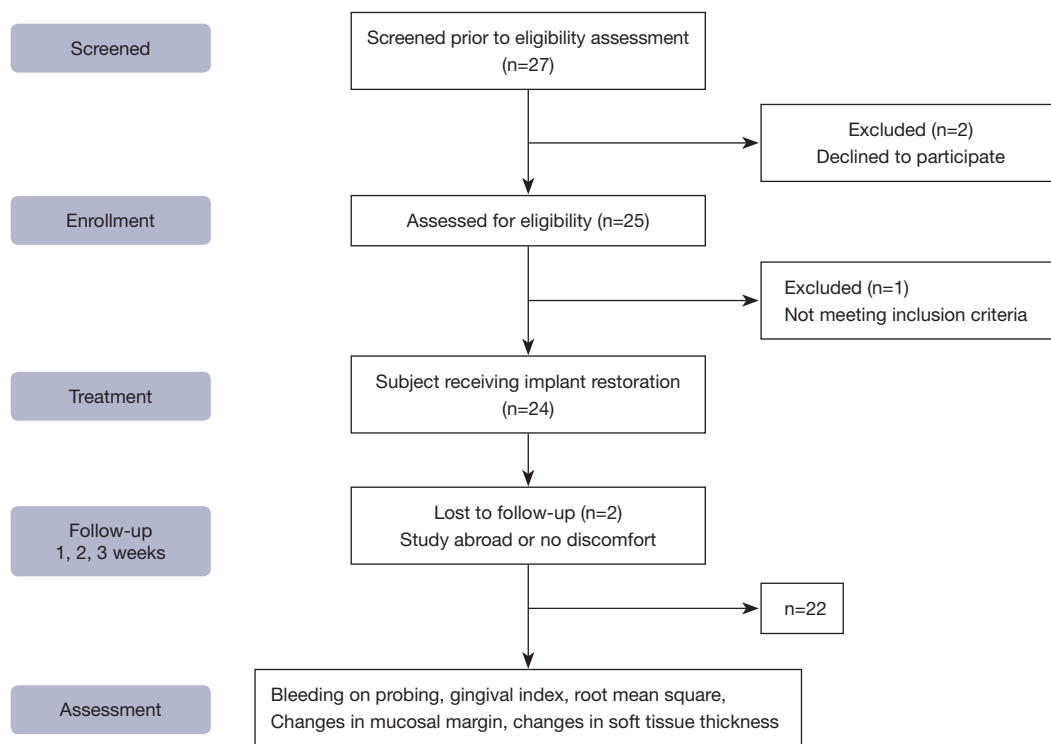 Screened
Screened prior to eligibility assessment
(n=27)
Excluded (n=2)
Declined to participate
Enrollment
Assessed for eligibility (n=25)
Excluded (n=1)
Not meeting inclusion criteria
Treatment
Subject receiving implant restoration
(n=24)
Follow-up
1, 2, 3 weeks
Lost to follow-up (n=2)
Study abroad or no discomfort
n=22
Assessment
Bleeding on probing, gingival index, root mean square,
Changes in mucosal margin, changes in soft tissue thickness